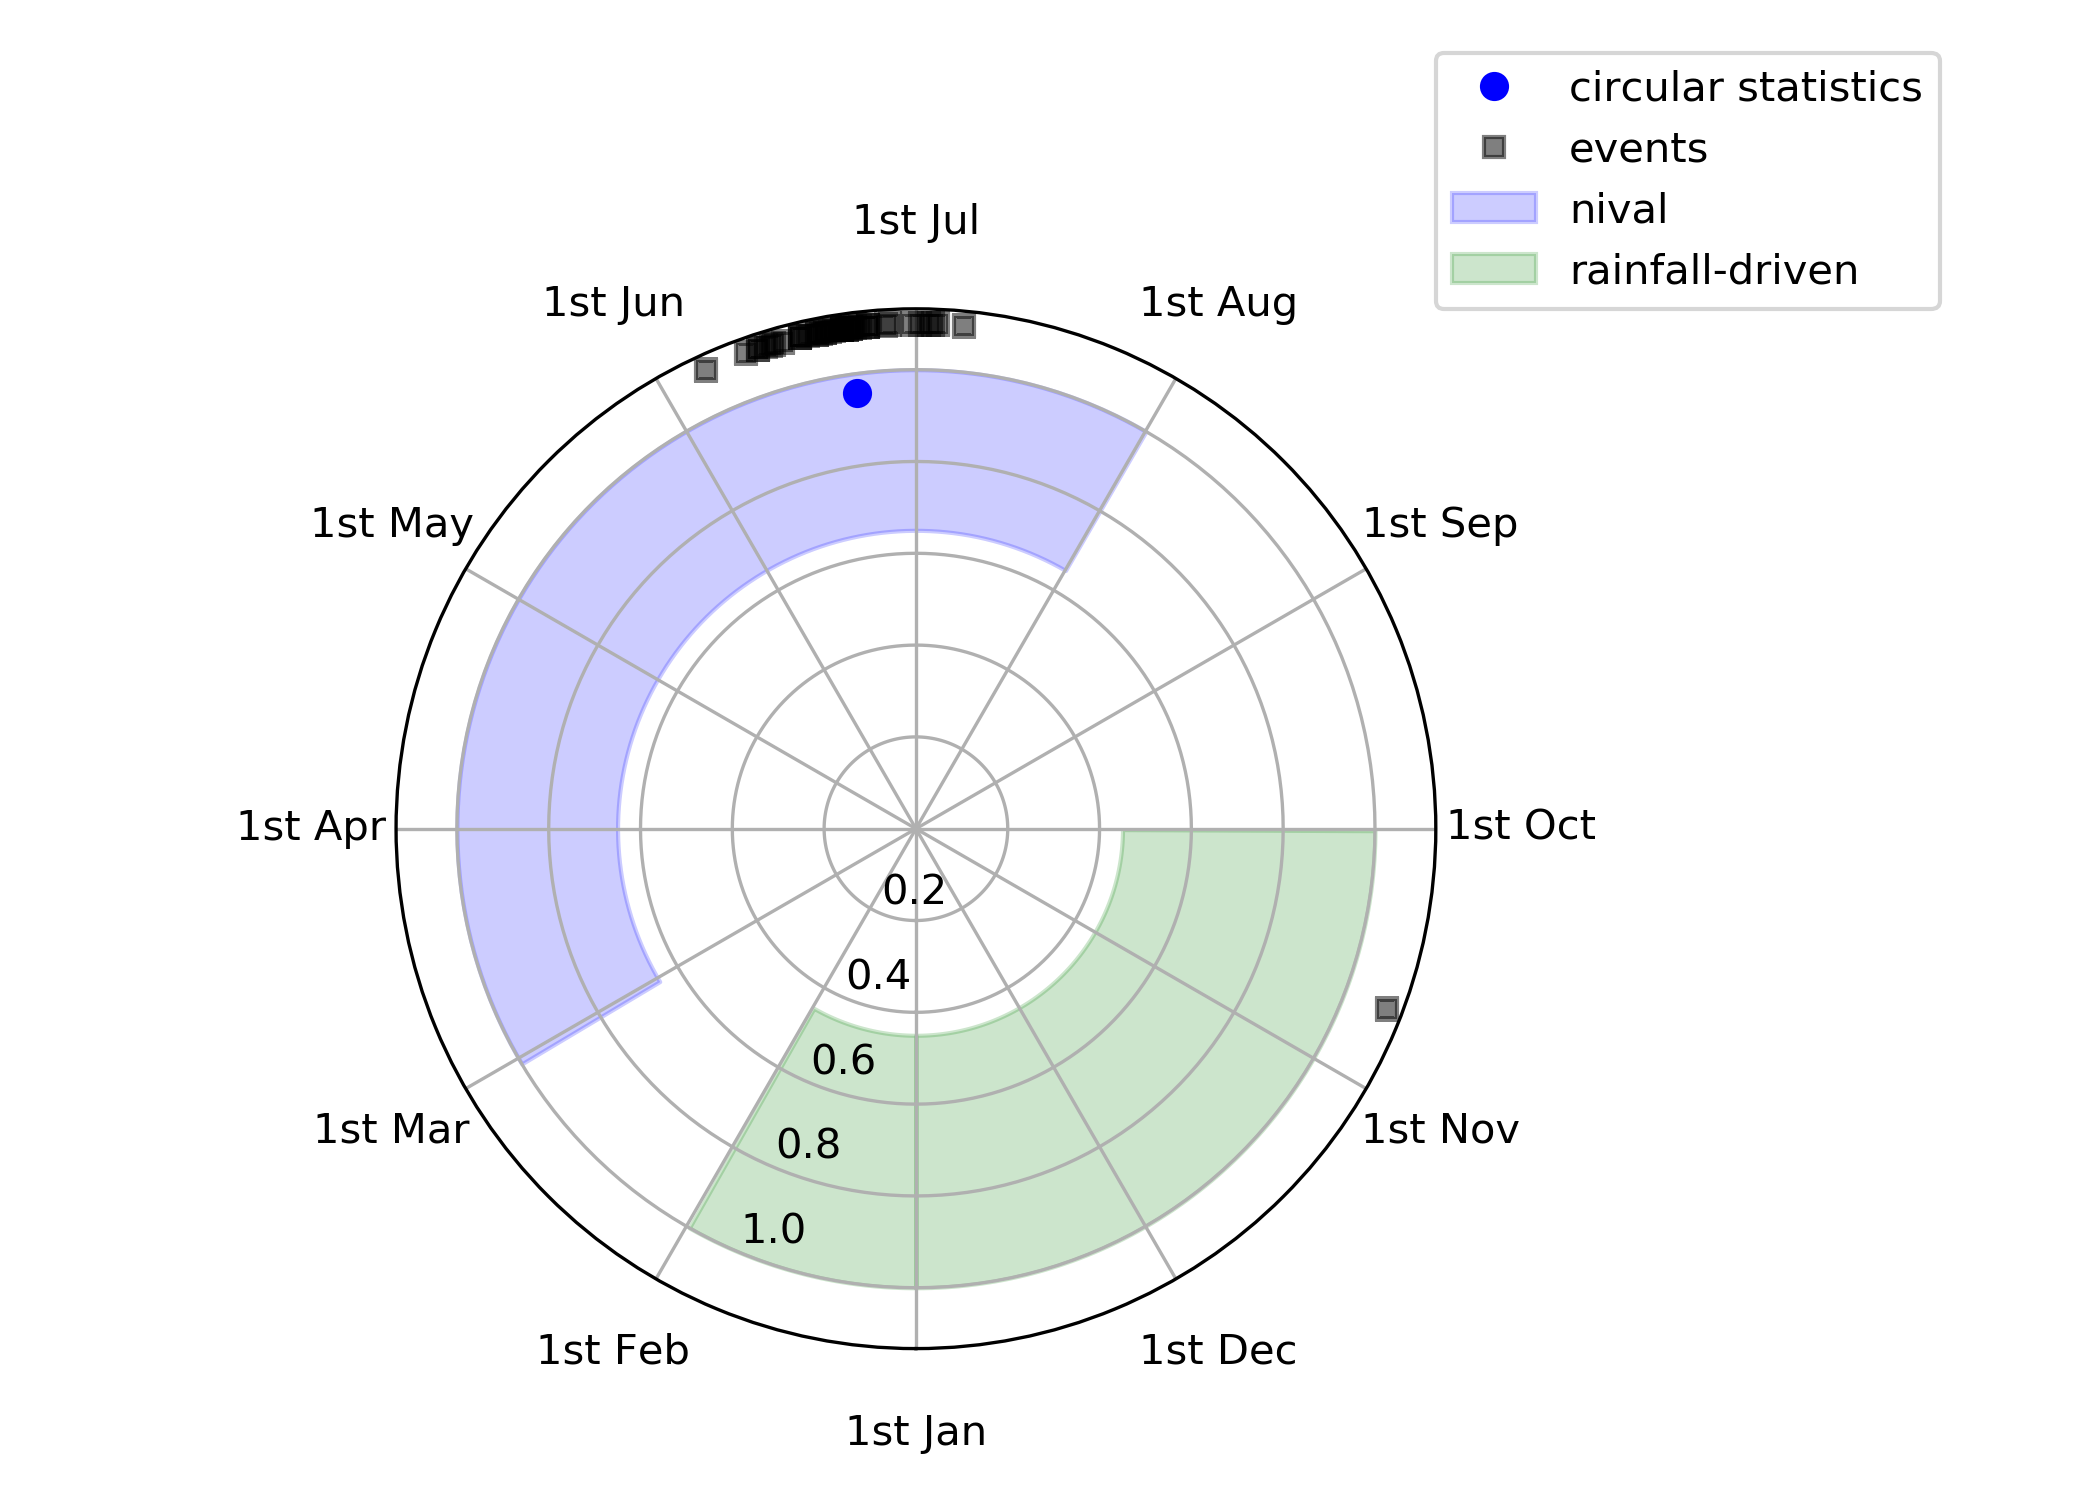 circular statistics
events
nival
rainfall-driven
1st Jul
1st Jun
1st Aug
1st May
1st Sep
1st Apr
1st Oct
0.2
0.4
0.6
0.8
1.0
1st Mar
1st Nov
1st Feb
1st Dec
1st Jan